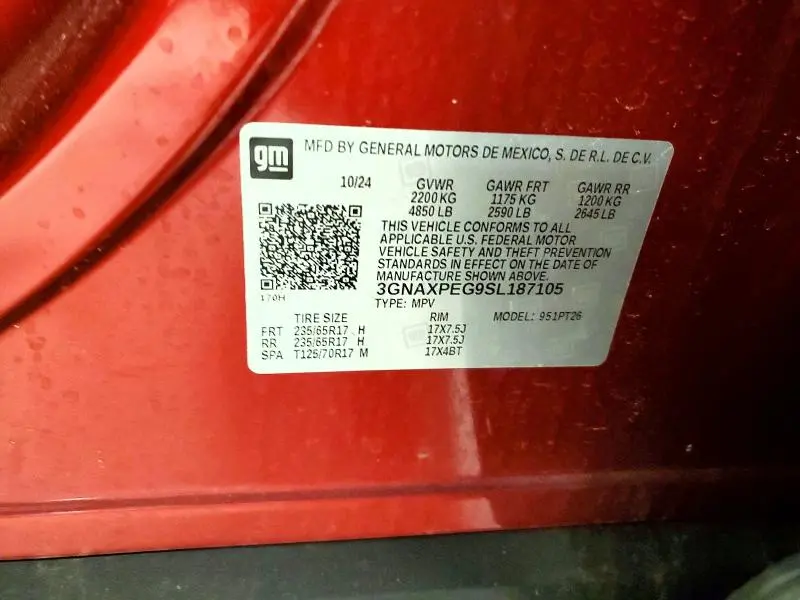 gm
MFD BY GENERAL MOTORS DE MEXICO, S. DE R.L. DE C.V.
10/24 GVWR GAWR FRT GAWR RR
2200 KG 1175 KG 1200 KG
4850 LB 2590 LB 2645 LB
THIS VEHICLE CONFORMS TO ALL
APPLICABLE U.S. FEDERAL MOTOR
VEHICLE SAFETY AND THEFT PREVENTION
STANDARDS IN EFFECT ON THE DATE OF
MANUFACTURE SHOWN ABOVE.
170H
3GNAXPEG9SL187105
TYPE: MPV
TIRE SIZE RIM MODEL: 951PT26
FRT 235/65R17 H 17X7.5J
RR 235/65R17 H 17X7.5J
SPA T125/70R17 M 17X4BT